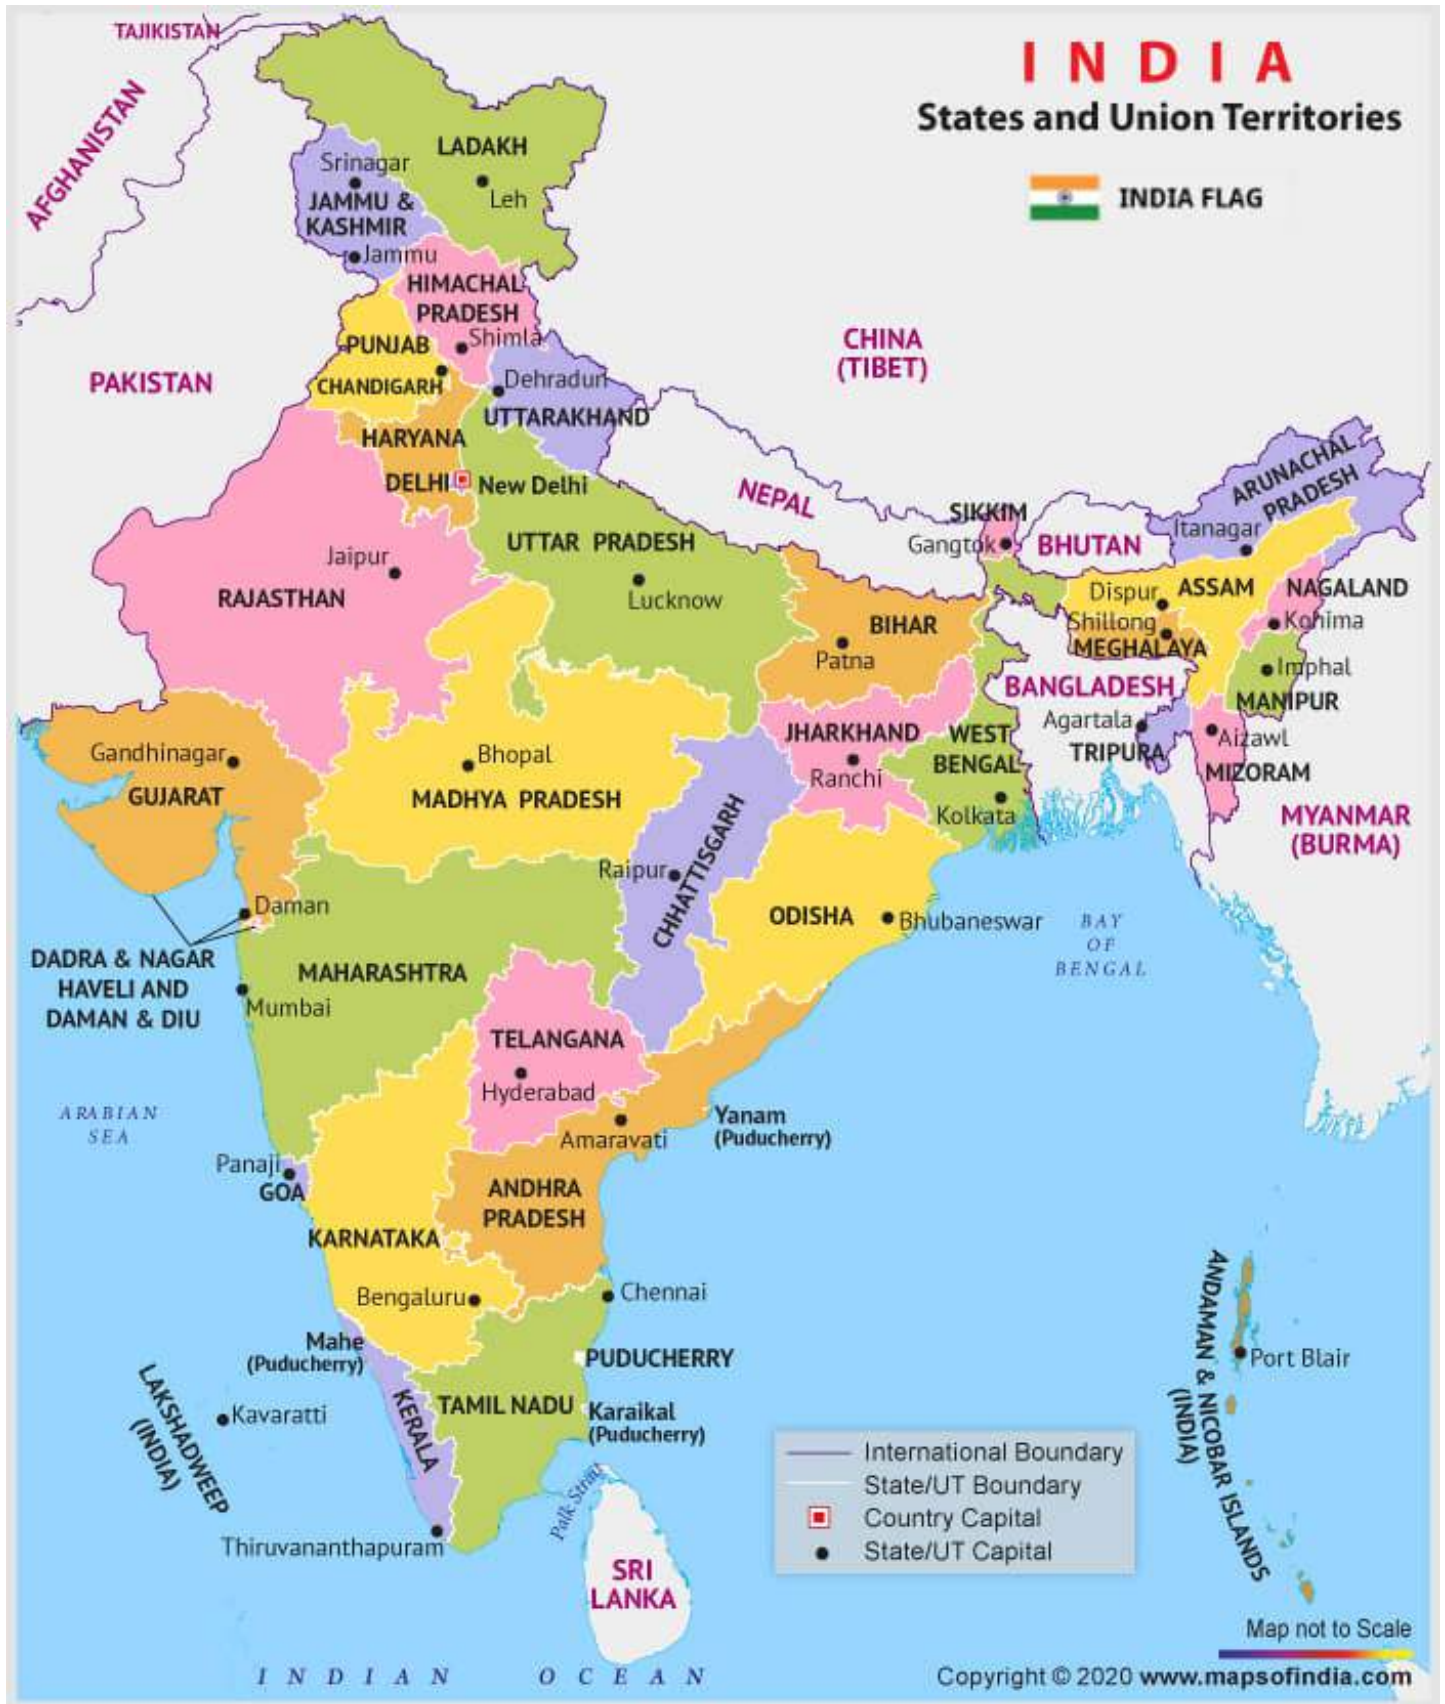 INDIA
States and Union Territories
INDIA FLAG
TAJIKISTAN
AFGHANISTAN
PAKISTAN
CHINA
(TIBET)
NEPAL
BHUTAN
BANGLADESH
MYANMAR
(BURMA)
SRI
LANKA
LADAKH
Leh
Srinagar
JAMMU &
KASHMIR
Jammu
HIMACHAL
PRADESH
Shimla
PUNJAB
CHANDIGARH
Dehradun
UTTARAKHAND
HARYANA
DELHI
New Delhi
UTTAR PRADESH
Lucknow
Jaipur
RAJASTHAN
SIKKIM
Gangtok
ARUNACHAL
PRADESH
Itanagar
Dispur
ASSAM
NAGALAND
Kohima
Shillong
MEGHALAYA
Imphal
MANIPUR
Agartala
TRIPURA
Aizawl
MIZORAM
BIHAR
Patna
JHARKHAND
Ranchi
WEST
BENGAL
Kolkata
Gandhinagar
GUJARAT
Bhopal
MADHYA PRADESH
Raipur
CHHATTISGARH
ODISHA
Bhubaneswar
BAY
OF
BENGAL
Daman
DADRA & NAGAR
HAVELI AND
DAMAN & DIU
MAHARASHTRA
Mumbai
TELANGANA
Hyderabad
ARABIAN
SEA
Amaravati
Yanam
(Puducherry)
Panaji
GOA
ANDHRA
PRADESH
KARNATAKA
Bengaluru
Chennai
Mahe
(Puducherry)
PUDUCHERRY
KERALA
TAMIL NADU
Karaikal
(Puducherry)
LAKSHADWEEP
(INDIA)
Kavaratti
Thiruvananthapuram
Palk Strait
ANDAMAN & NICOBAR ISLANDS
(INDIA)
Port Blair
International Boundary
State/UT Boundary
Country Capital
State/UT Capital
INDIAN OCEAN
Map not to Scale
Copyright © 2020 www.mapsofindia.com